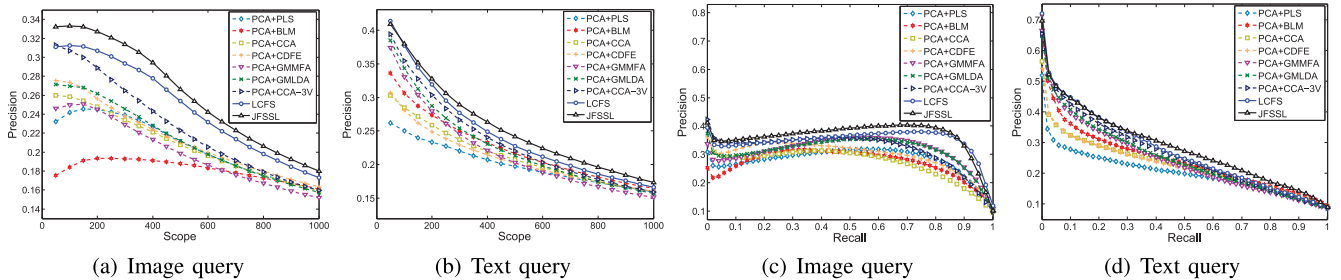 Precision
0.34
0.32
0.3
0.28
0.26
0.24
0.22
0.2
0.18
0.16
0.14
0
200
400
600
800
1000
Scope
PCA+PLS
PCA+BLM
PCA+CCA
PCA+CDFE
PCA+GMMFA
PCA+GMLDA
PCA+CCA-3V
LCFS
JFSSL
(a) Image query
Precision
0.4
0.35
0.3
0.25
0.2
0.15
0
200
400
600
800
1000
Scope
PCA+PLS
PCA+BLM
PCA+CCA
PCA+CDFE
PCA+GMMFA
PCA+GMLDA
PCA+CCA-3V
LCFS
JFSSL
(b) Text query
Precision
0.8
0.7
0.6
0.5
0.4
0.3
0.2
0.1
0 0.1 0.2 0.3 0.4 0.5 0.6 0.7 0.8 0.9 1
Recall
PCA+PLS
PCA+BLM
PCA+CCA
PCA+CDFE
PCA+GMMFA
PCA+GMLDA
PCA+CCA-3V
LCFS
JFSSL
(c) Image query
Precision
0.7
0.6
0.5
0.4
0.3
0.2
0.1
0 0.1 0.2 0.3 0.4 0.5 0.6 0.7 0.8 0.9 1
Recall
PCA+PLS
PCA+BLM
PCA+CCA
PCA+CDFE
PCA+GMMFA
PCA+GMLDA
PCA+CCA-3V
LCFS
JFSSL
(d) Text query